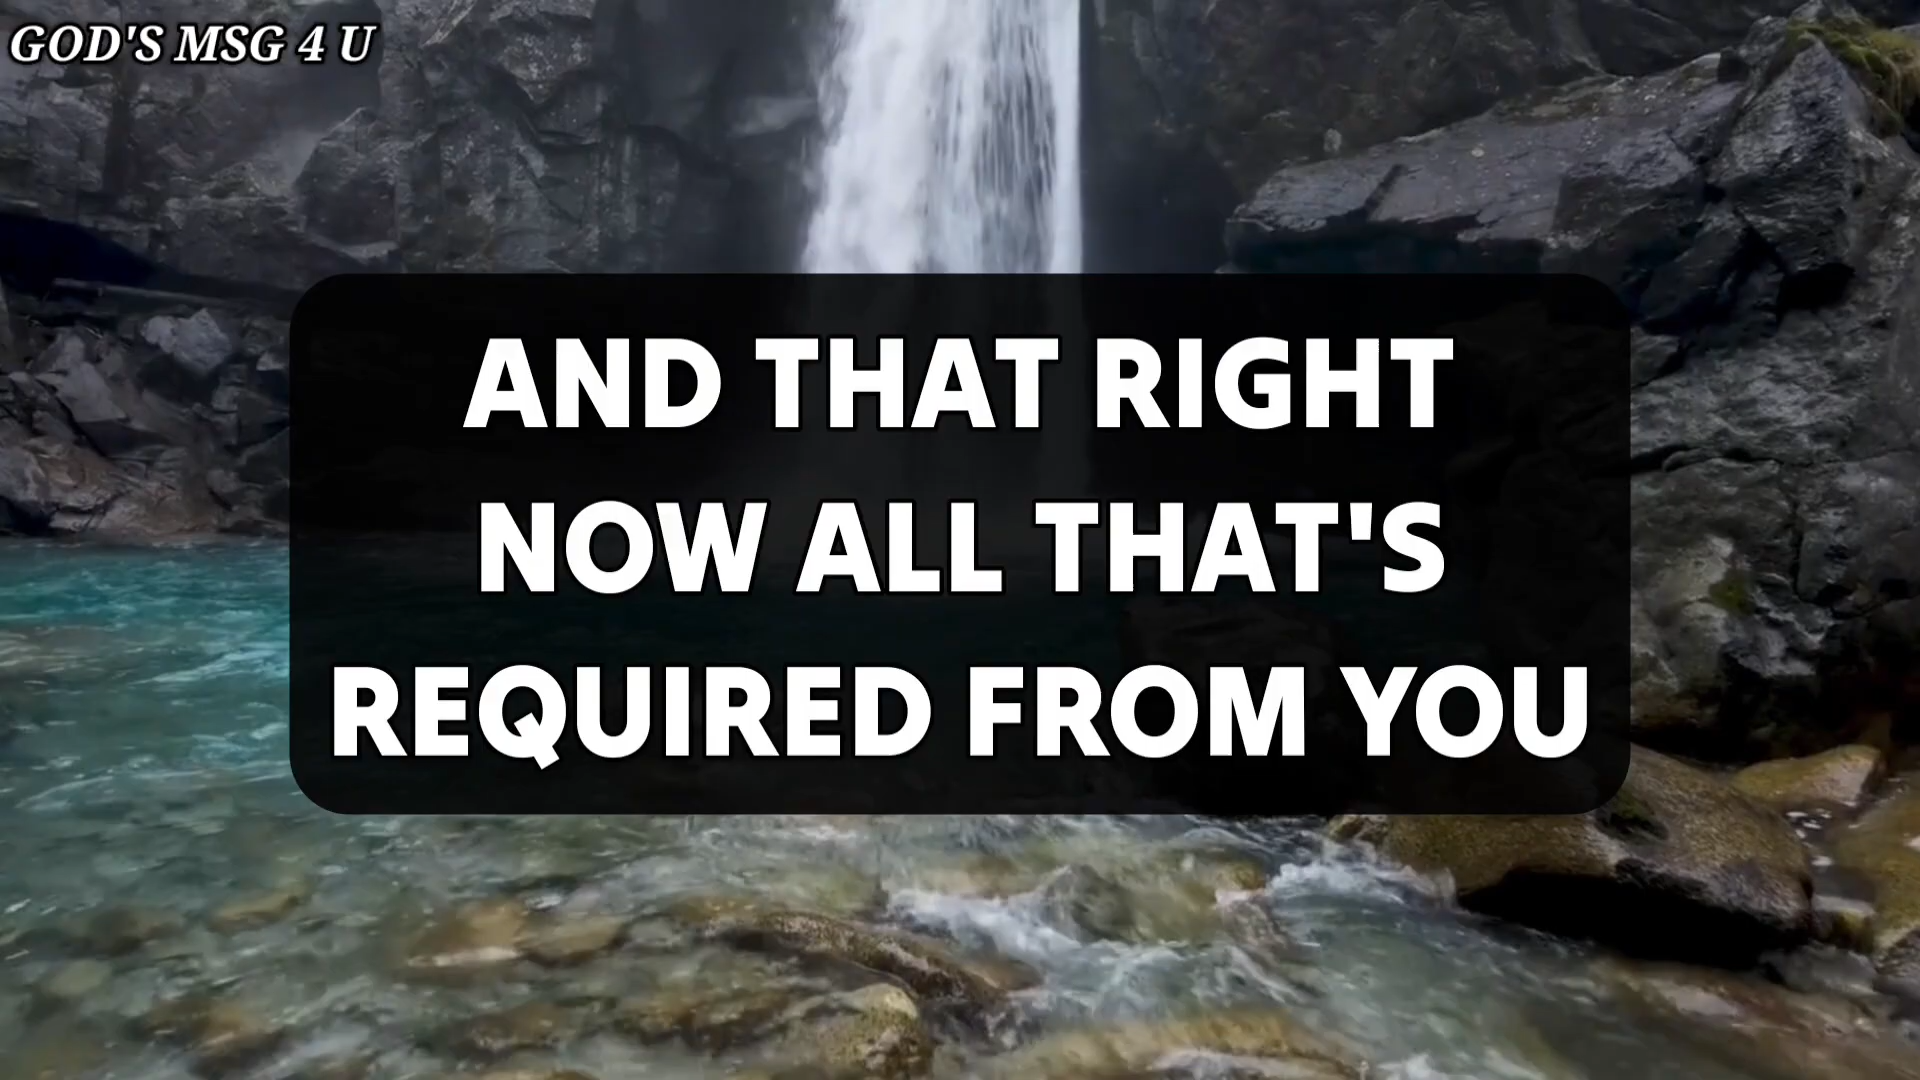 GOD'S MSG 4 U
AND THAT RIGHT
NOW ALL THAT'S
REQUIRED FROM YOU